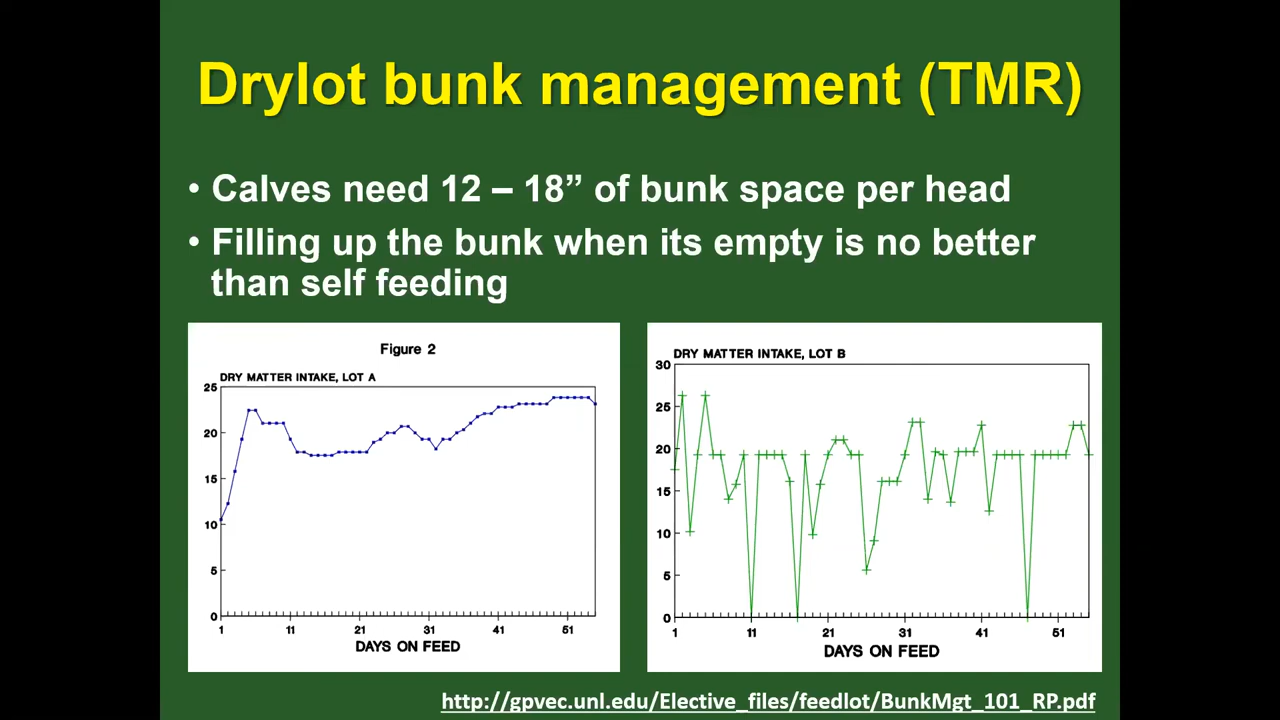 Drylot bunk management (TMR)
• Calves need 12 – 18” of bunk space per head
• Filling up the bunk when its empty is no better
than self feeding
Figure 2
DRY MATTER INTAKE, LOT A
25
20
15
10
5
0
1 11 21 31 41 51
DAYS ON FEED
DRY MATTER INTAKE, LOT B
30
25
20
15
10
5
0
1 11 21 31 41 51
DAYS ON FEED
http://gpvec.unl.edu/Elective_files/feedlot/BunkMgt_101_RP.pdf